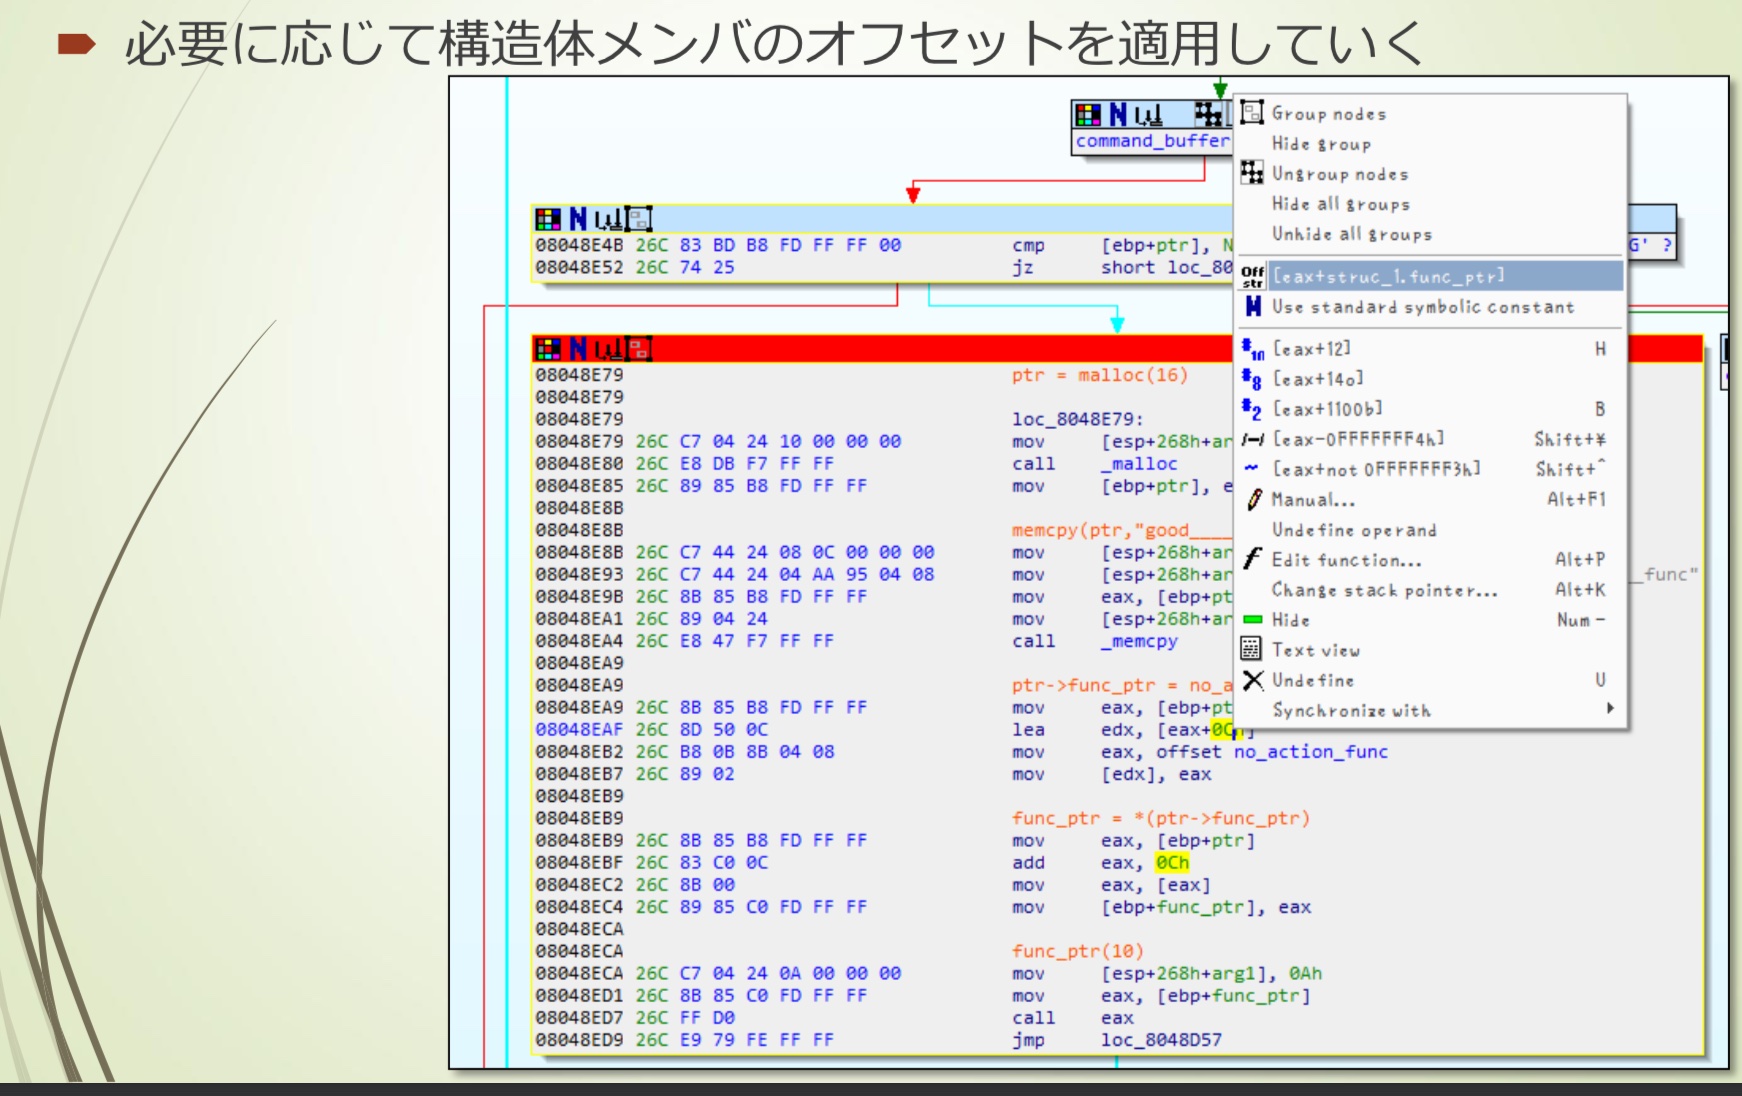 必要に応じて構造体メンバのオフセットを適用していく
command_buffer
08048E4B 26C 83 BD B8 FD FF FF 00 cmp [ebp+ptr], N
08048E52 26C 74 25 jz short loc_80
G' ?
08048E79 ptr = malloc(16)
08048E79
08048E79 loc_8048E79:
08048E79 26C C7 04 24 10 00 00 00 mov [esp+268h+ar
08048E80 26C E8 DB F7 FF FF call _malloc
08048E85 26C 89 85 B8 FD FF FF mov [ebp+ptr], e
08048E8B
08048E8B memcpy(ptr,"good____
08048E8B 26C C7 44 24 08 0C 00 00 00 mov [esp+268h+ar
08048E93 26C C7 44 24 04 AA 95 04 08 mov [esp+268h+ar _func"
08048E9B 26C 8B 85 B8 FD FF FF mov eax, [ebp+pt
08048EA1 26C 89 04 24 mov [esp+268h+ar
08048EA4 26C E8 47 F7 FF FF call _memcpy
08048EA9
08048EA9 ptr->func_ptr = no_a
08048EA9 26C 8B 85 B8 FD FF FF mov eax, [ebp+pt
08048EAF 26C 8D 50 0C lea edx, [eax+0Ch]
08048EB2 26C B8 0B 8B 04 08 mov eax, offset no_action_func
08048EB7 26C 89 02 mov [edx], eax
08048EB9
08048EB9 func_ptr = *(ptr->func_ptr)
08048EB9 26C 8B 85 B8 FD FF FF mov eax, [ebp+ptr]
08048EBF 26C 83 C0 0C add eax, 0Ch
08048EC2 26C 8B 00 mov eax, [eax]
08048EC4 26C 89 85 C0 FD FF FF mov [ebp+func_ptr], eax
08048ECA
08048ECA func_ptr(10)
08048ECA 26C C7 04 24 0A 00 00 00 mov [esp+268h+arg1], 0Ah
08048ED1 26C 8B 85 C0 FD FF FF mov eax, [ebp+func_ptr]
08048ED7 26C FF D0 call eax
08048ED9 26C E9 79 FE FF FF jmp loc_8048D57
Group nodes
Hide group
Ungroup nodes
Hide all groups
Unhide all groups
Off str [eax+struc_1.func_ptr]
Use standard symbolic constant
#10 [eax+12] H
#8 [eax+14o]
#2 [eax+1100b] B
[eax-0FFFFFFF4h] Shift+¥
~ [eax+not 0FFFFFFF3h] Shift+^
Manual... Alt+F1
Undefine operand
f Edit function... Alt+P
Change stack pointer... Alt+K
Hide Num -
Text view
Undefine U
Synchronize with